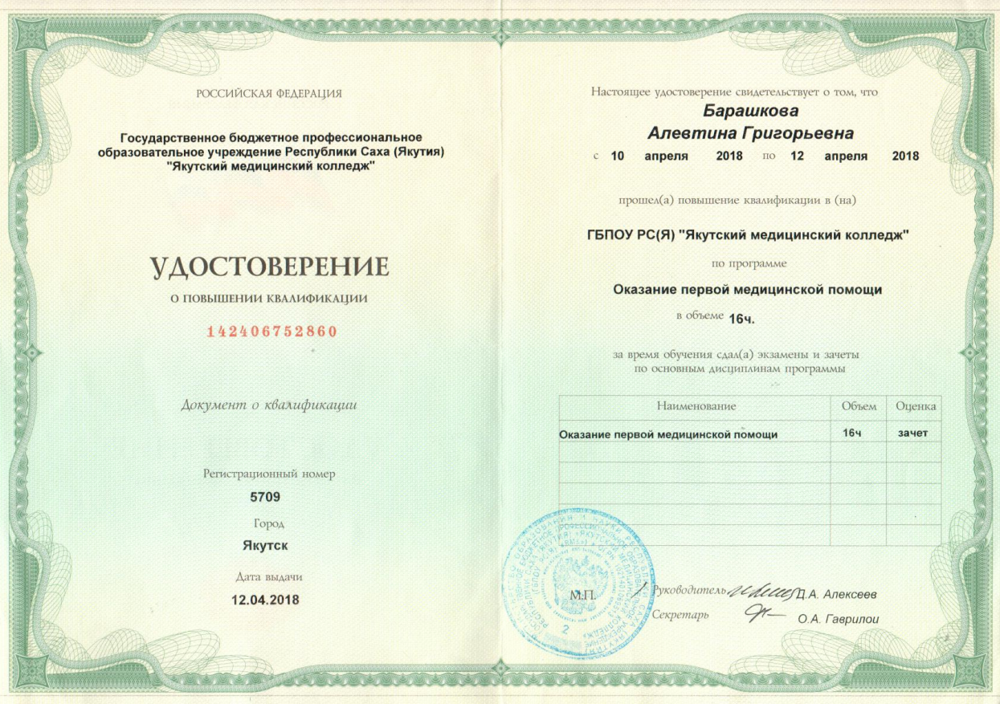 РОССИЙСКАЯ ФЕДЕРАЦИЯ
Государственное бюджетное профессиональное
образовательное учреждение Республики Саха (Якутия)
"Якутский медицинский колледж"
УДОСТОВЕРЕНИЕ
О ПОВЫШЕНИИ КВАЛИФИКАЦИИ
142406752860
Документ о квалификации
Регистрационный номер
5709
Город
Якутск
Дата выдачи
12.04.2018
Настоящее удостоверение свидетельствует о том, что
Барашкова
Алевтина Григорьевна
с 10 апреля 2018 по 12 апреля 2018
прошел(а) повышение квалификации в (на)
ГБПОУ РС(Я) "Якутский медицинский колледж"
по программе
Оказание первой медицинской помощи
в объеме 16ч.
за время обучения сдал(а) экзамены и зачеты
по основным дисциплинам программы
Наименование Объем Оценка
Оказание первой медицинской помощи 16ч зачет
М.П.
Руководитель Д.А. Алексеев
Секретарь О.А. Гаврилои
2